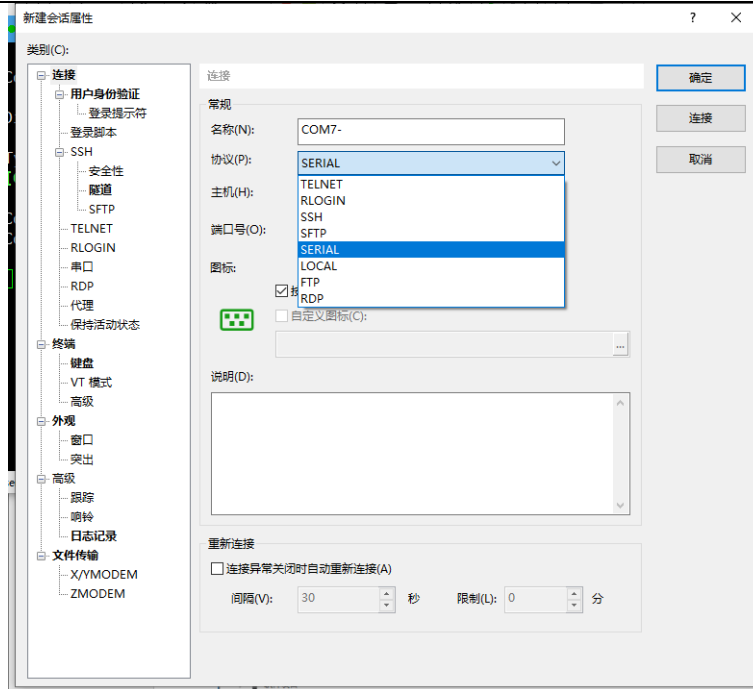 新建会话属性
?
类别(C):
连接
用户身份验证
登录提示符
登录脚本
SSH
安全性
隧道
SFTP
TELNET
RLOGIN
串口
RDP
代理
保持活动状态
终端
键盘
VT 模式
高级
外观
窗口
突出
高级
跟踪
响铃
日志记录
文件传输
X/YMODEM
ZMODEM
连接
常规
名称(N): COM7-
协议(P): SERIAL
TELNET
RLOGIN
SSH
SFTP
SERIAL
LOCAL
FTP
RDP
主机(H):
端口号(O):
图标:
自定义图标(C):
...
说明(D):
重新连接
连接异常关闭时自动重新连接(A)
间隔(V): 30 秒 限制(L): 0 分
确定
连接
取消